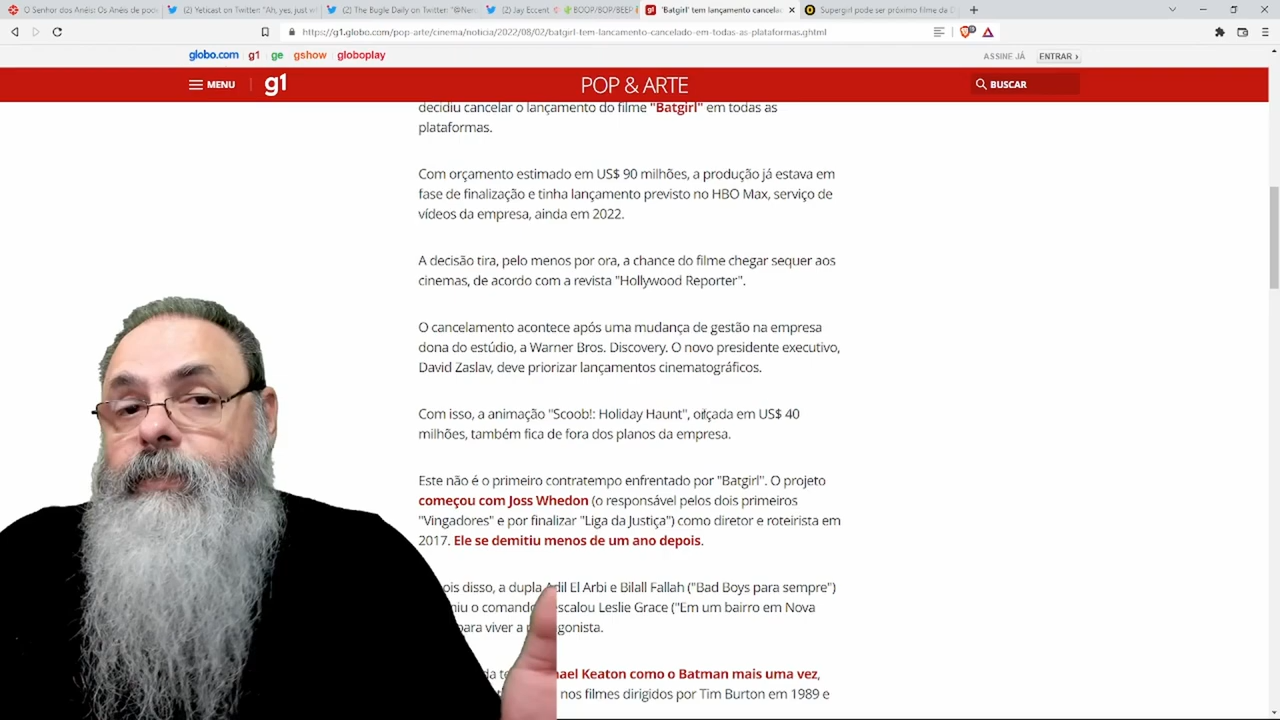 O Senhor dos Anéis: Os Anéis de pode
Yetcast on Twitter: "Ah, yes, just wh
The Bugle Daily on Twitter: "@Ner
Jay Eccent BOOP/BOP/BEEP
'Batgirl' tem lançamento cancelad
Supergirl pode ser próximo filme da D
https://g1.globo.com/pop-arte/cinema/noticia/2022/08/02/batgirl-tem-lancamento-cancelado-em-todas-as-plataformas.ghtml
globo.com g1 ge gshow globoplay
ASSINE JÁ ENTRAR ›
MENU g1 POP & ARTE BUSCAR
decidiu cancelar o lançamento do filme "Batgirl" em todas as
plataformas.
Com orçamento estimado em US$ 90 milhões, a produção já estava em
fase de finalização e tinha lançamento previsto no HBO Max, serviço de
vídeos da empresa, ainda em 2022.
A decisão tira, pelo menos por ora, a chance do filme chegar sequer aos
cinemas, de acordo com a revista "Hollywood Reporter".
O cancelamento acontece após uma mudança de gestão na empresa
dona do estúdio, a Warner Bros. Discovery. O novo presidente executivo,
David Zaslav, deve priorizar lançamentos cinematográficos.
Com isso, a animação "Scoob!: Holiday Haunt", orçada em US$ 40
milhões, também fica de fora dos planos da empresa.
Este não é o primeiro contratempo enfrentado por "Batgirl". O projeto
começou com Joss Whedon (o responsável pelos dois primeiros
"Vingadores" e por finalizar "Liga da Justiça") como diretor e roteirista em
2017. Ele se demitiu menos de um ano depois.
ois disso, a dupla Adil El Arbi e Bilall Fallah ("Bad Boys para sempre")
miu o comando escalou Leslie Grace ("Em um bairro em Nova
para viver a gonista.
da te ael Keaton como o Batman mais uma vez,
nos filmes dirigidos por Tim Burton em 1989 e